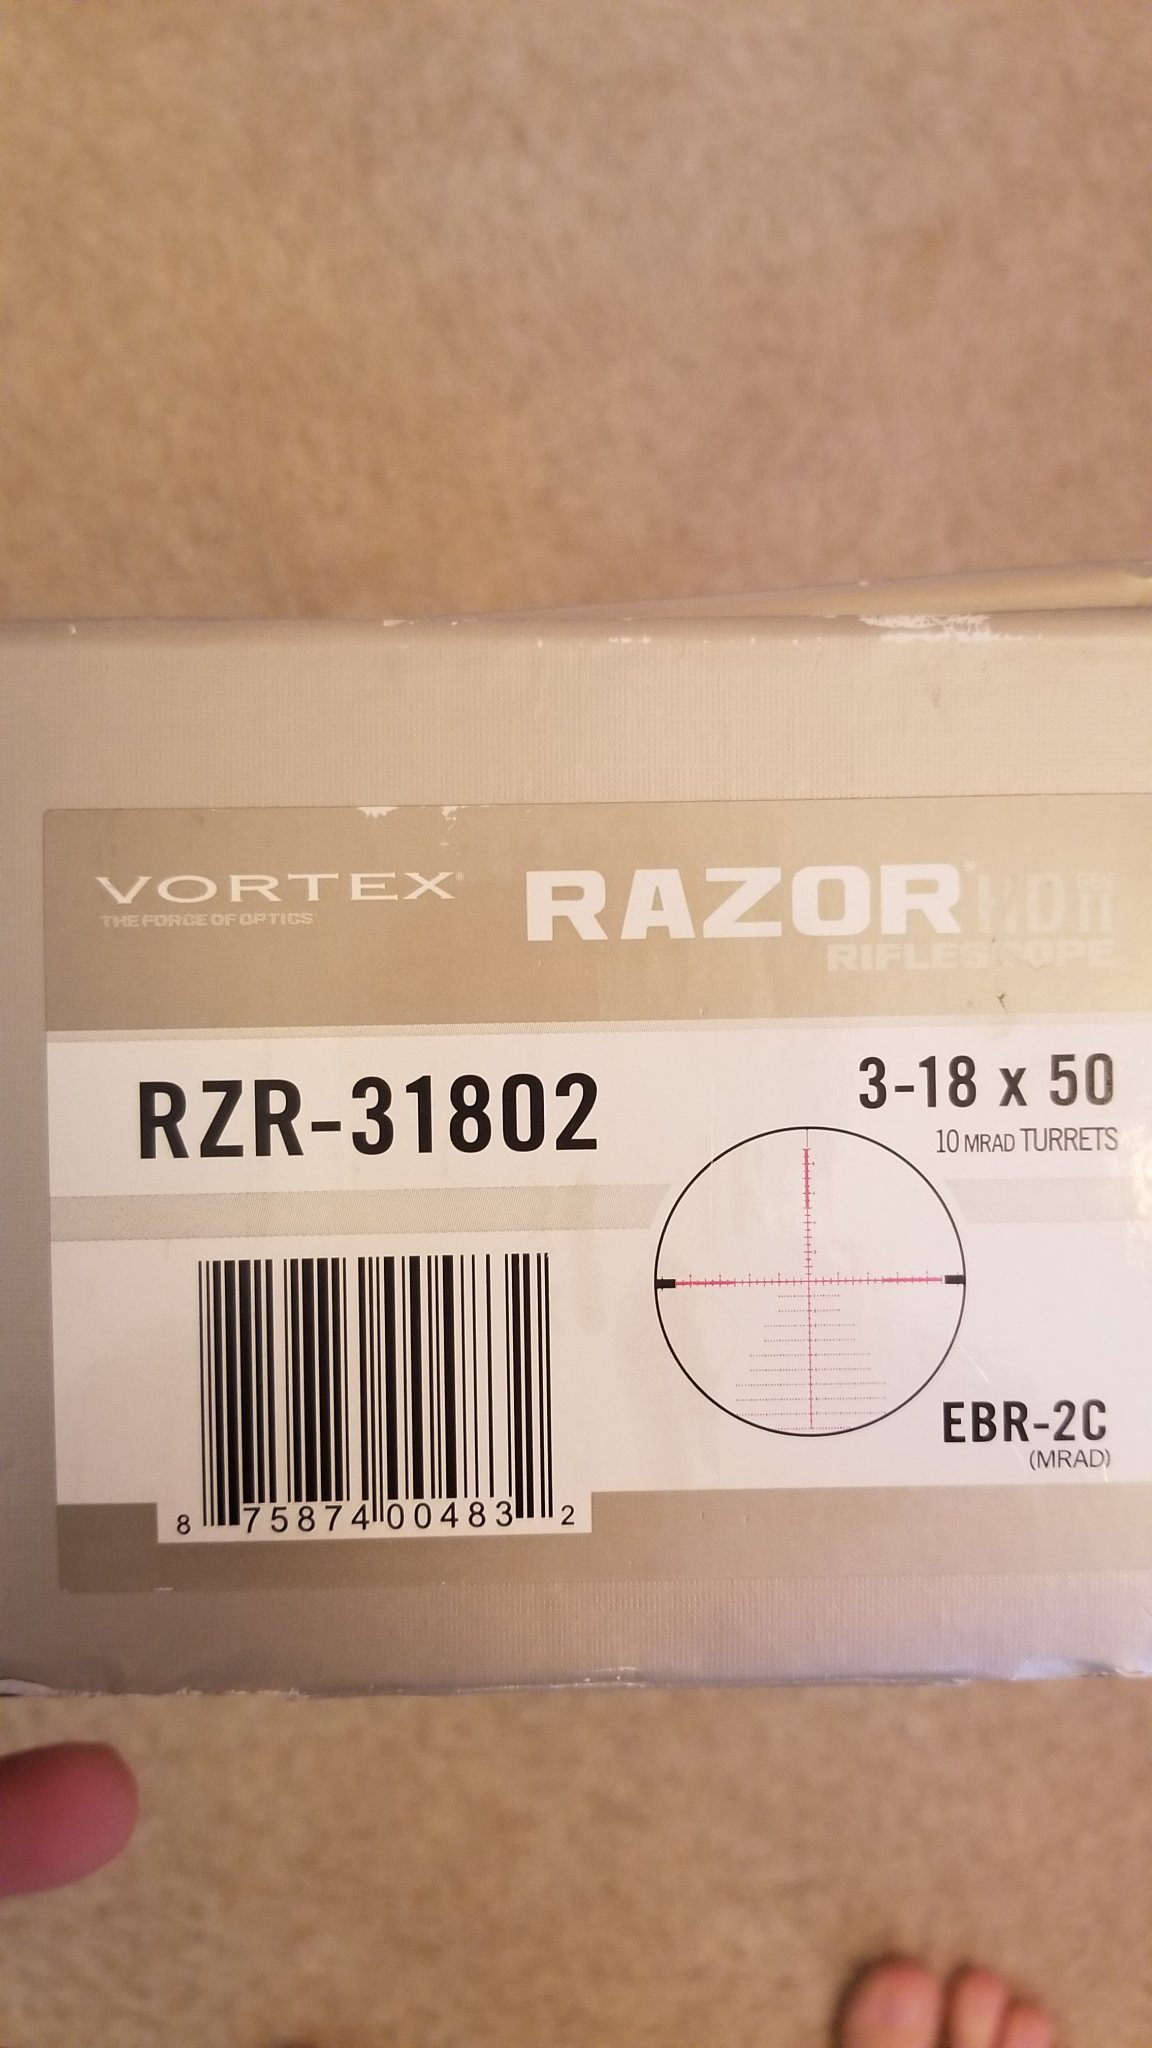 VORTEX®
THE FORCE OF OPTICS
RAZOR® HD GEN II
RIFLESCOPE
RZR-31802
3-18 x 50
10 MRAD TURRETS
EBR-2C
(MRAD)
8 75874 00483 2